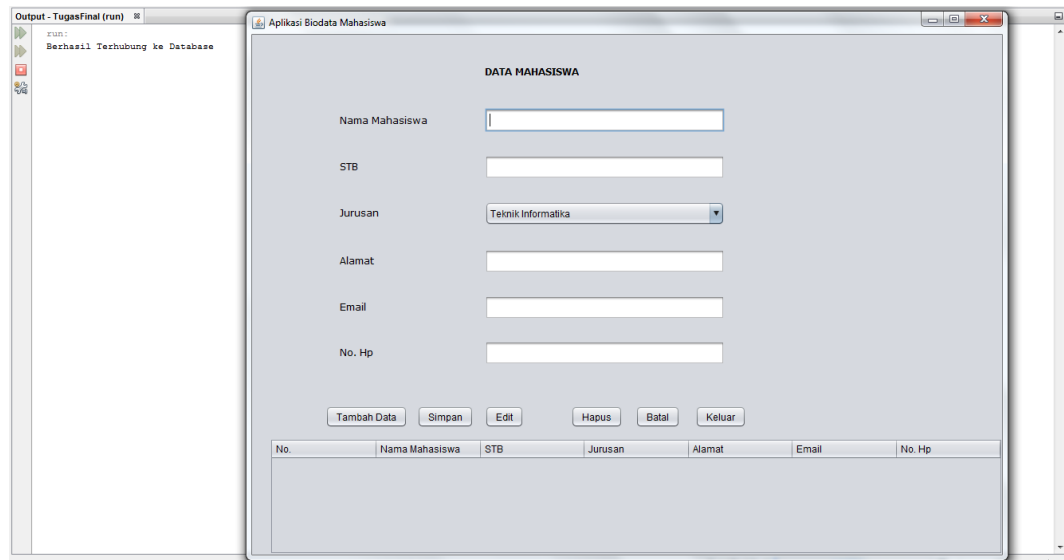 Output - TugasFinal (run)
run:
Berhasil Terhubung ke Database
Aplikasi Biodata Mahasiswa
DATA MAHASISWA
Nama Mahasiswa
STB
Jurusan
Teknik Informatika
Alamat
Email
No. Hp
Tambah Data Simpan Edit Hapus Batal Keluar
No. Nama Mahasiswa STB Jurusan Alamat Email No. Hp